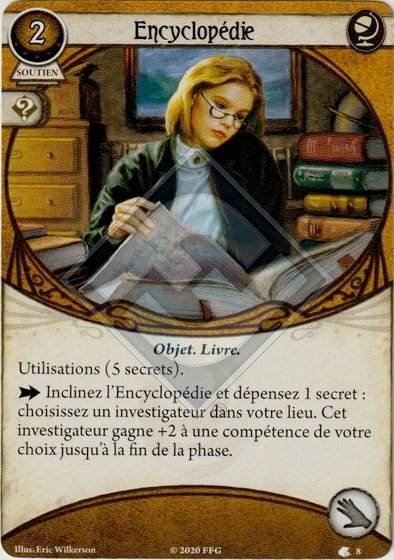 2
Encyclopédie
SOUTIEN
?
Objet. Livre.
Utilisations (5 secrets).
Inclinez l'Encyclopédie et dépensez 1 secret :
choisissez un investigateur dans votre lieu. Cet
investigateur gagne +2 à une compétence de votre
choix jusqu'à la fin de la phase.
Illus. Eric Wilkerson
© 2020 FFG
8